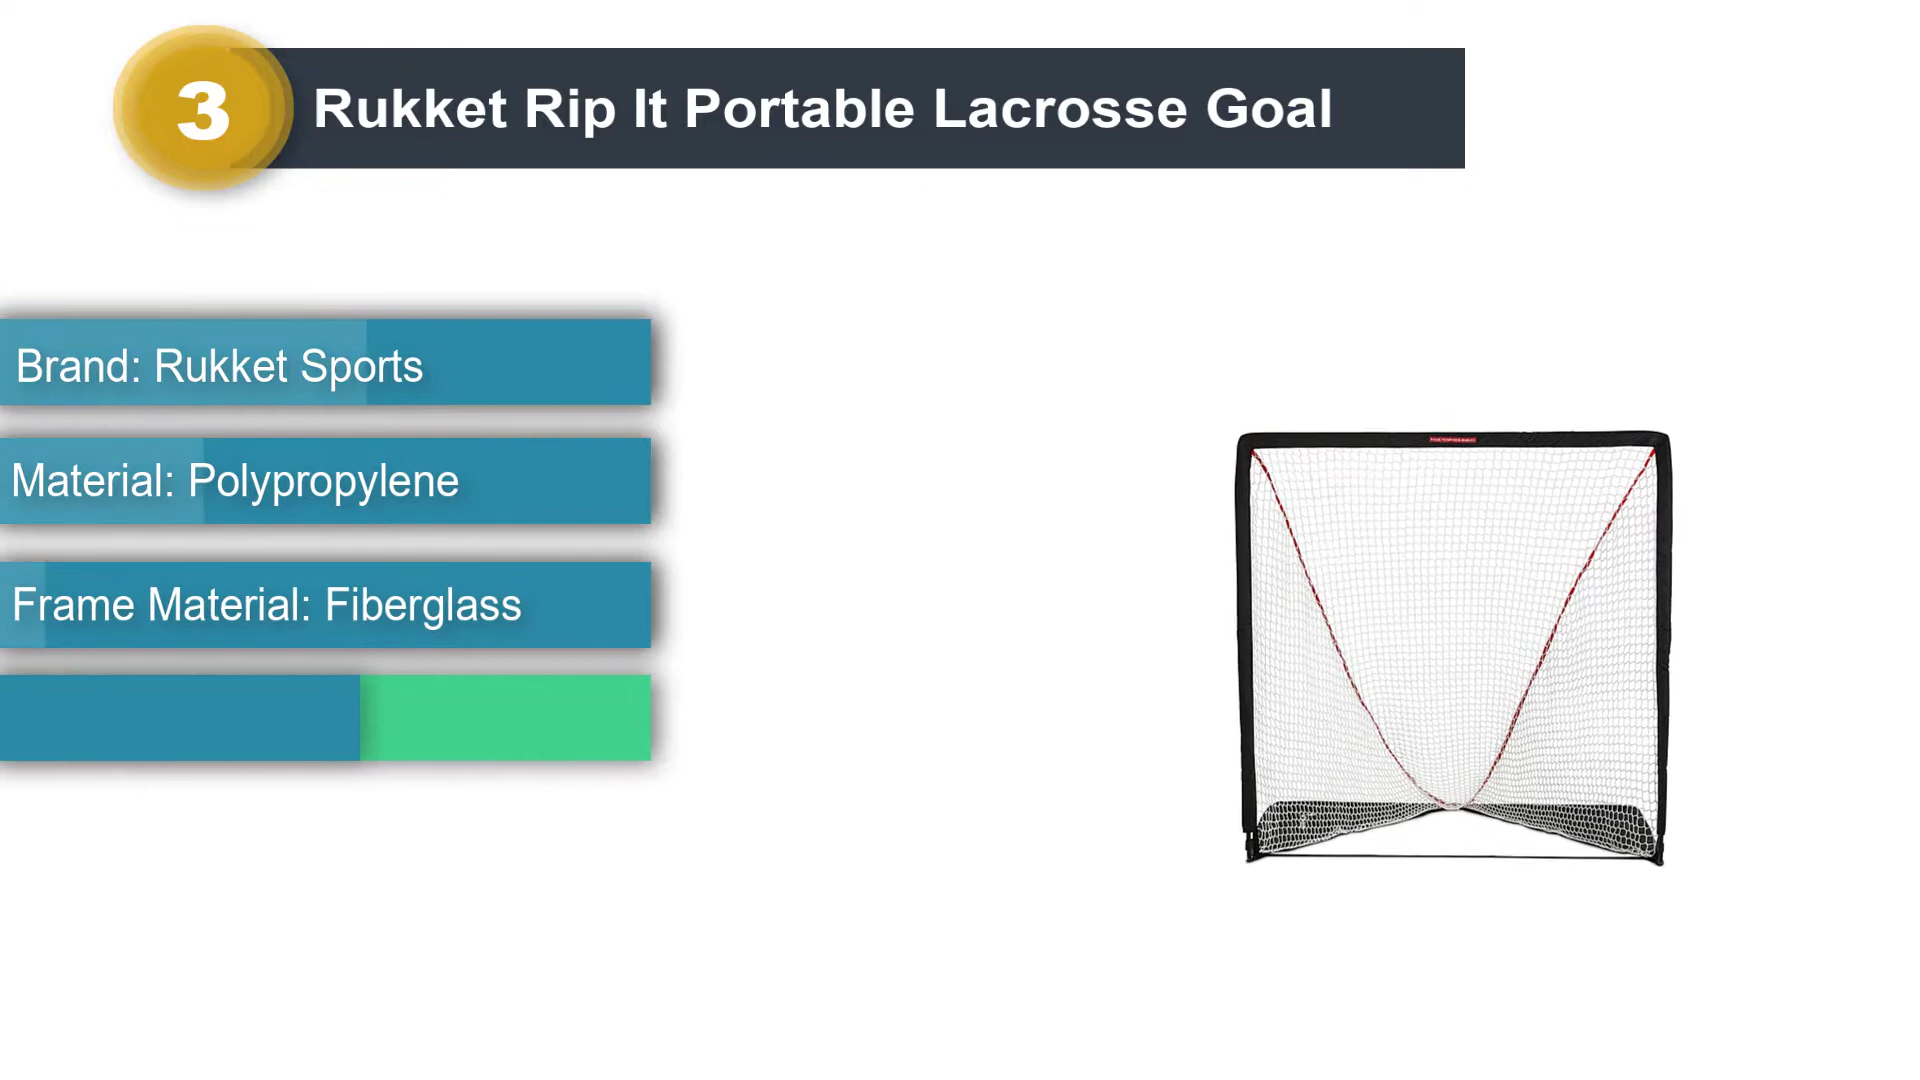 3
Rukket Rip It Portable Lacrosse Goal
Brand: Rukket Sports
Material: Polypropylene
Frame Material: Fiberglass